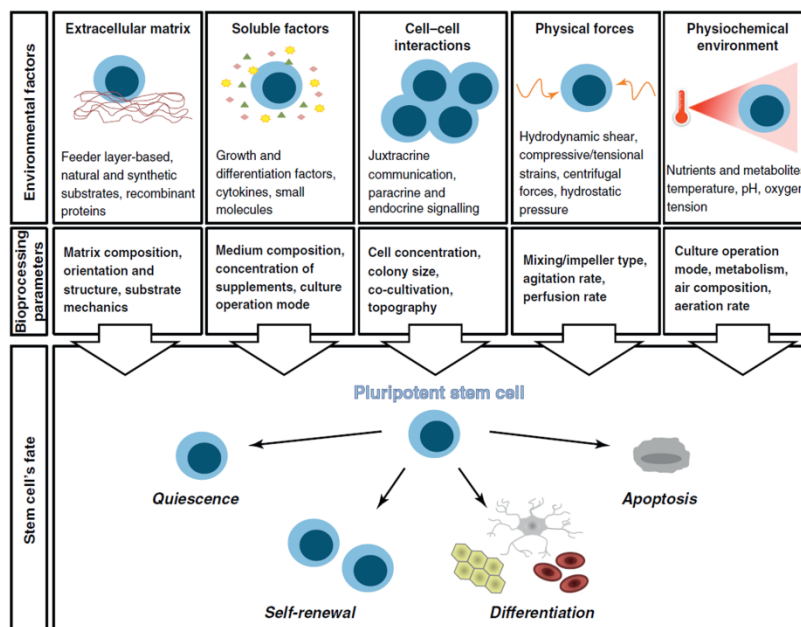 Environmental factors
Extracellular matrix
Feeder layer-based,
natural and synthetic
substrates, recombinant
proteins
Soluble factors
Growth and
differentiation factors,
cytokines, small
molecules
Cell–cell
interactions
Juxtracrine
communication,
paracrine and
endocrine signalling
Physical forces
Hydrodynamic shear,
compressive/tensional
strains, centrifugal
forces, hydrostatic
pressure
Physiochemical
environment
Nutrients and metabolites
temperature, pH, oxygen
tension
Bioprocessing
parameters
Matrix composition,
orientation and
structure, substrate
mechanics
Medium composition,
concentration of
supplements, culture
operation mode
Cell concentration,
colony size,
co-cultivation,
topography
Mixing/impeller type,
agitation rate,
perfusion rate
Culture operation
mode, metabolism,
air composition,
aeration rate
Stem cell's fate
Pluripotent stem cell
Quiescence
Apoptosis
Self-renewal
Differentiation